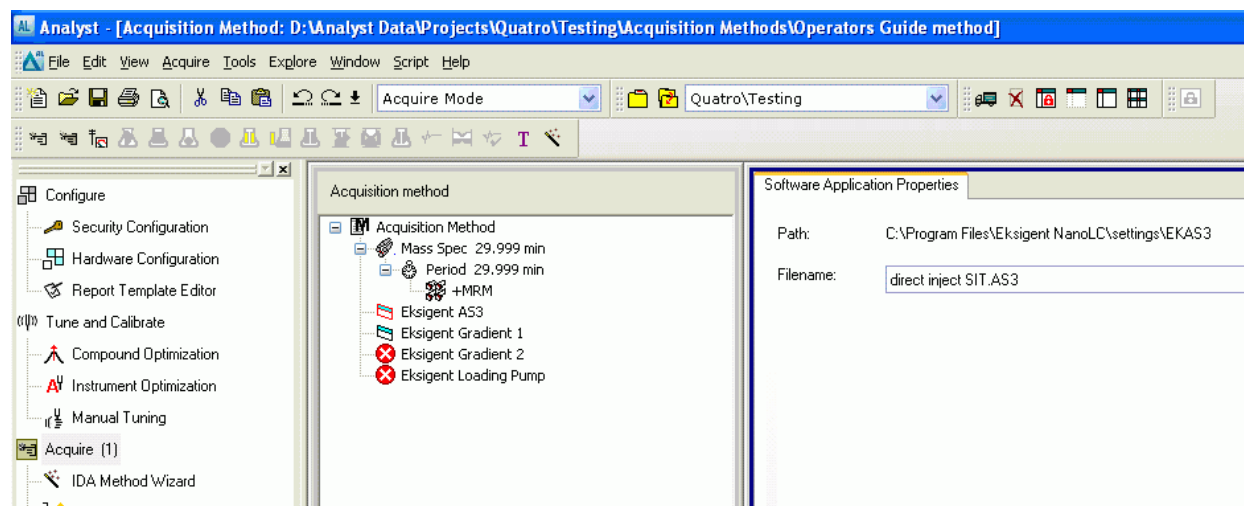 Analyst - [Acquisition Method: D:\Analyst Data\Projects\Quatro\Testing\Acquisition Methods\Operators Guide method]
File Edit View Acquire Tools Explore Window Script Help
Acquire Mode
Quatro\Testing
T
Configure
Security Configuration
Hardware Configuration
Report Template Editor
Tune and Calibrate
Compound Optimization
Instrument Optimization
Manual Tuning
Acquire (1)
IDA Method Wizard
Acquisition method
Acquisition Method
Mass Spec 29.999 min
Period 29.999 min
+MRM
Eksigent AS3
Eksigent Gradient 1
Eksigent Gradient 2
Eksigent Loading Pump
Software Application Properties
Path: C:\Program Files\Eksigent NanoLC\settings\EKAS3
Filename: direct inject SIT.AS3